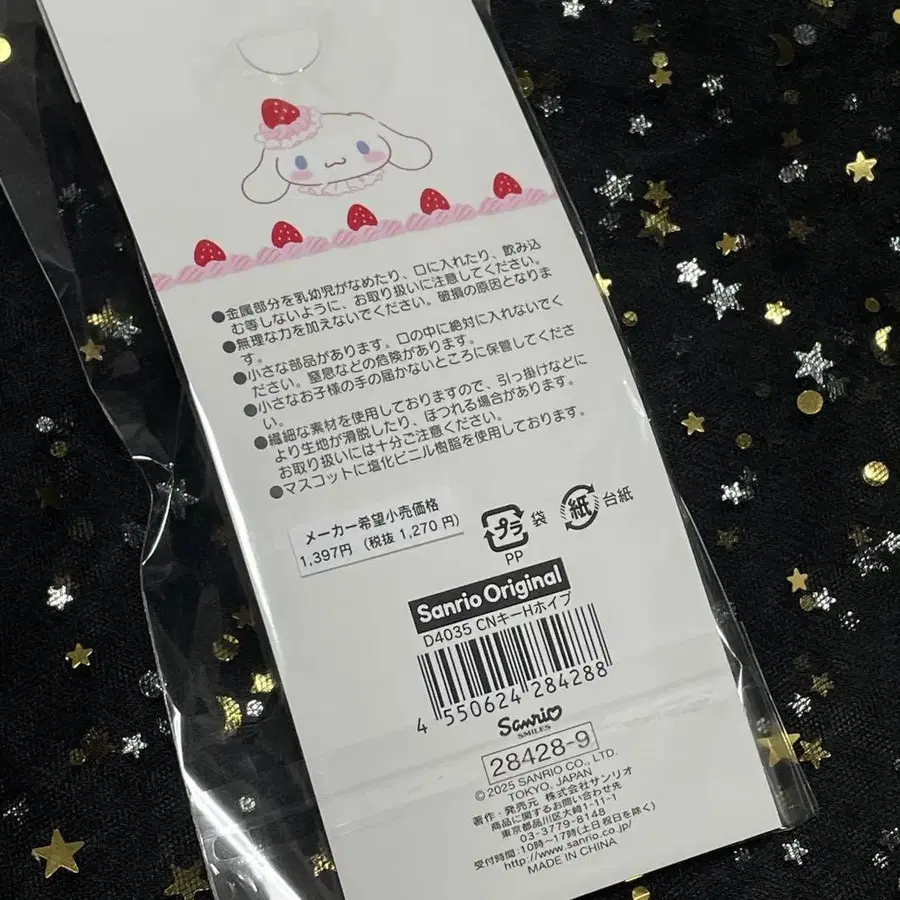 ●金属部分を乳幼児がなめたり、口に入れたり、飲み込
む等しないように、お取り扱いに注意してください。
●無理な力を加えないでください。破損の原因となりま
す。
●小さな部品があります。口の中に絶対に入れないでく
ださい。窒息などの危険があります。
●小さなお子様の手の届かないところに保管してくださ
い。
●繊細な素材を使用しておりますので、引っ掛けなどに
より生地が滑脱したり、ほつれる場合があります。
お取り扱いには十分ご注意ください。
●マスコットに塩化ビニル樹脂を使用しております。
メーカー希望小売価格
1,397円 (税抜 1,270 円)
プラ 袋 紙 台紙
PP
Sanrio Original
D4035 CNキーHホイプ
4 550624 284288
Sanrio
SMILES
28428-9
© 2025 SANRIO CO., LTD.
TOKYO, JAPAN
著作・発売元 株式会社サンリオ
商品に関するお問い合わせ先
東京都品川区大崎1-11-1
03-3779-8148
受付時間:10時~17時(土日祝日を除く)
http://www.sanrio.co.jp/
MADE IN CHINA